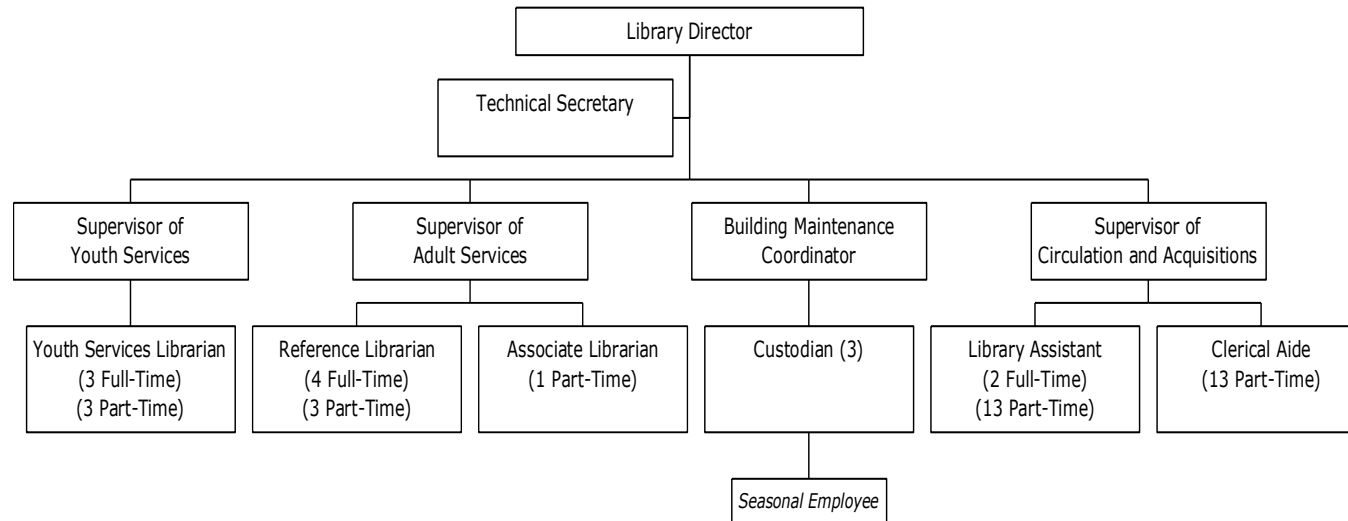 Library Director
Technical Secretary
Supervisor of
Youth Services
Supervisor of
Adult Services
Building Maintenance
Coordinator
Supervisor of
Circulation and Acquisitions
Youth Services Librarian
(3 Full-Time)
(3 Part-Time)
Reference Librarian
(4 Full-Time)
(3 Part-Time)
Associate Librarian
(1 Part-Time)
Custodian (3)
Library Assistant
(2 Full-Time)
(13 Part-Time)
Clerical Aide
(13 Part-Time)
Seasonal Employee